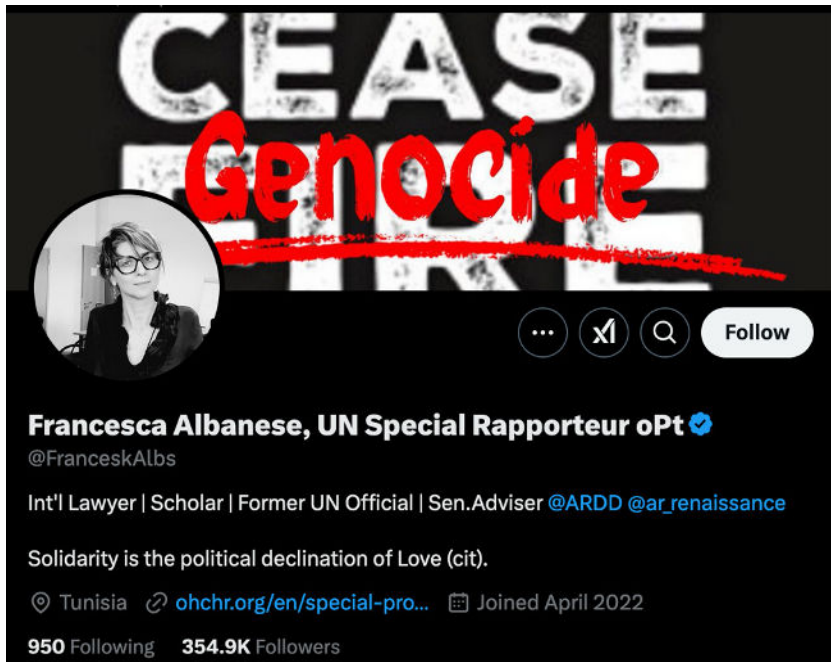 CEASE
Genocide
FIRE
Follow
Francesca Albanese, UN Special Rapporteur oPt
@FranceskAlbs
Int'l Lawyer | Scholar | Former UN Official | Sen.Adviser @ARDD @ar_renaissance
Solidarity is the political declination of Love (cit).
Tunisia ohchr.org/en/special-pro... Joined April 2022
950 Following 354.9K Followers